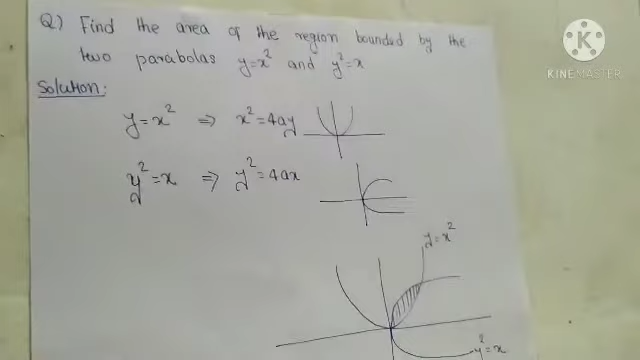 Q) Find the area of the region bounded by the
two parabolas y=x² and y²=x
Solution:
y=x² ⇒ x²=4ay
y²=x ⇒ y²=4ax
y=x²
y²=x
KINEMASTER